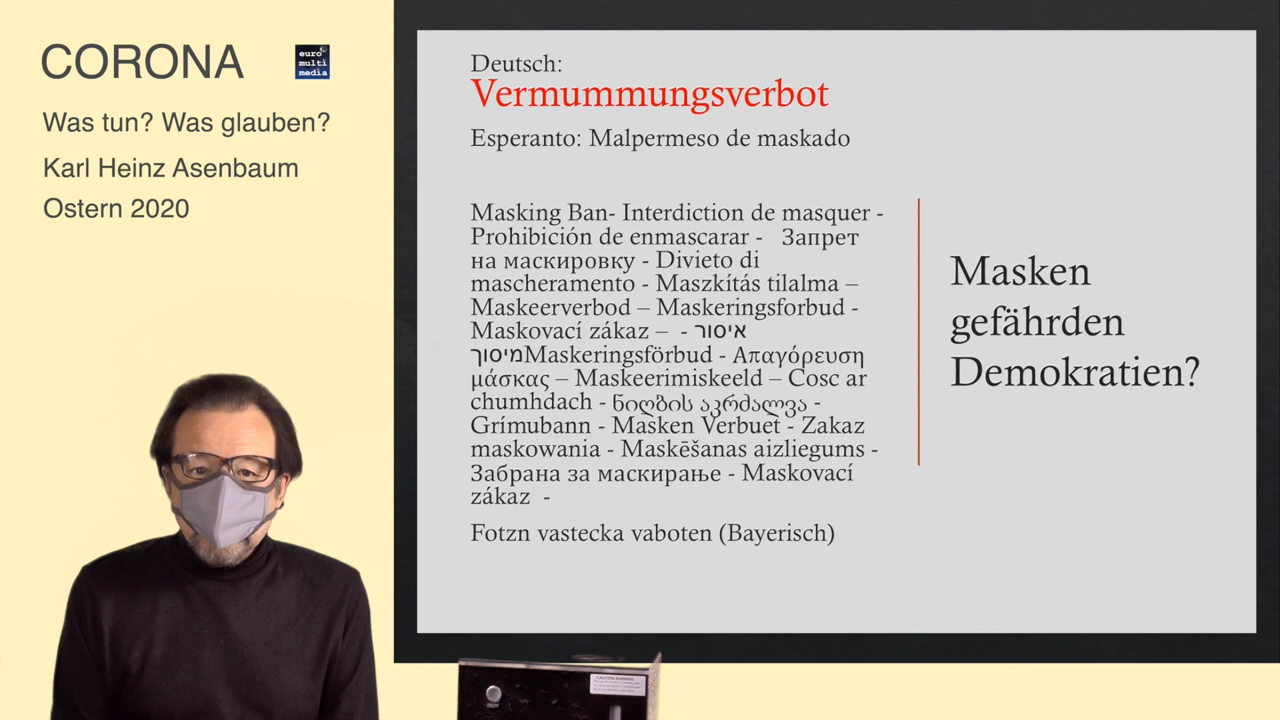 CORONA
euro
multi
media
Was tun? Was glauben?
Karl Heinz Asenbaum
Ostern 2020
Deutsch:
Vermummungsverbot
Esperanto: Malpermeso de maskado
Masking Ban- Interdiction de masquer -
Prohibición de enmascarar -   Запрет
на маскировку - Divieto di
mascheramento - Maszkítás tilalma –
Maskeerverbod – Maskeringsforbud -
Maskovací zákaz –  - איסור
מיסוךMaskeringsförbud - Απαγόρευση
μάσκας – Maskeerimiskeeld – Cosc ar
chumhdach - ნიღბის აკრძალვა -
Grímubann - Masken Verbuet - Zakaz
maskowania - Maskēšanas aizliegums -
Забрана за маскирање - Maskovací
zákaz  -
Fotzn vastecka vaboten (Bayerisch)
Masken
gefährden
Demokratien?